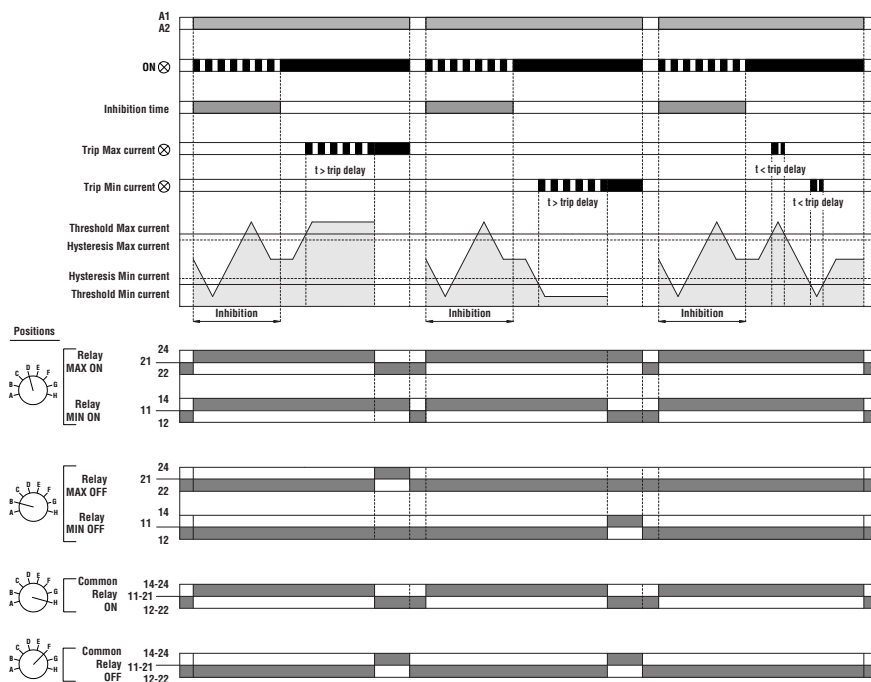 A1
A2
ON
Inhibition time
Trip Max current
t > trip delay
t < trip delay
Trip Min current
t > trip delay
t < trip delay
Threshold Max current
Hysteresis Max current
Hysteresis Min current
Threshold Min current
Inhibition Inhibition Inhibition
Positions
A B C D E F G H
Relay
MAX ON
24
21
22
Relay
MIN ON
14
11
12
A B C D E F G H
Relay
MAX OFF
24
21
22
Relay
MIN OFF
14
11
12
A B C D E F G H
Common
Relay
ON
14-24
11-21
12-22
A B C D E F G H
Common
Relay
OFF
14-24
11-21
12-22